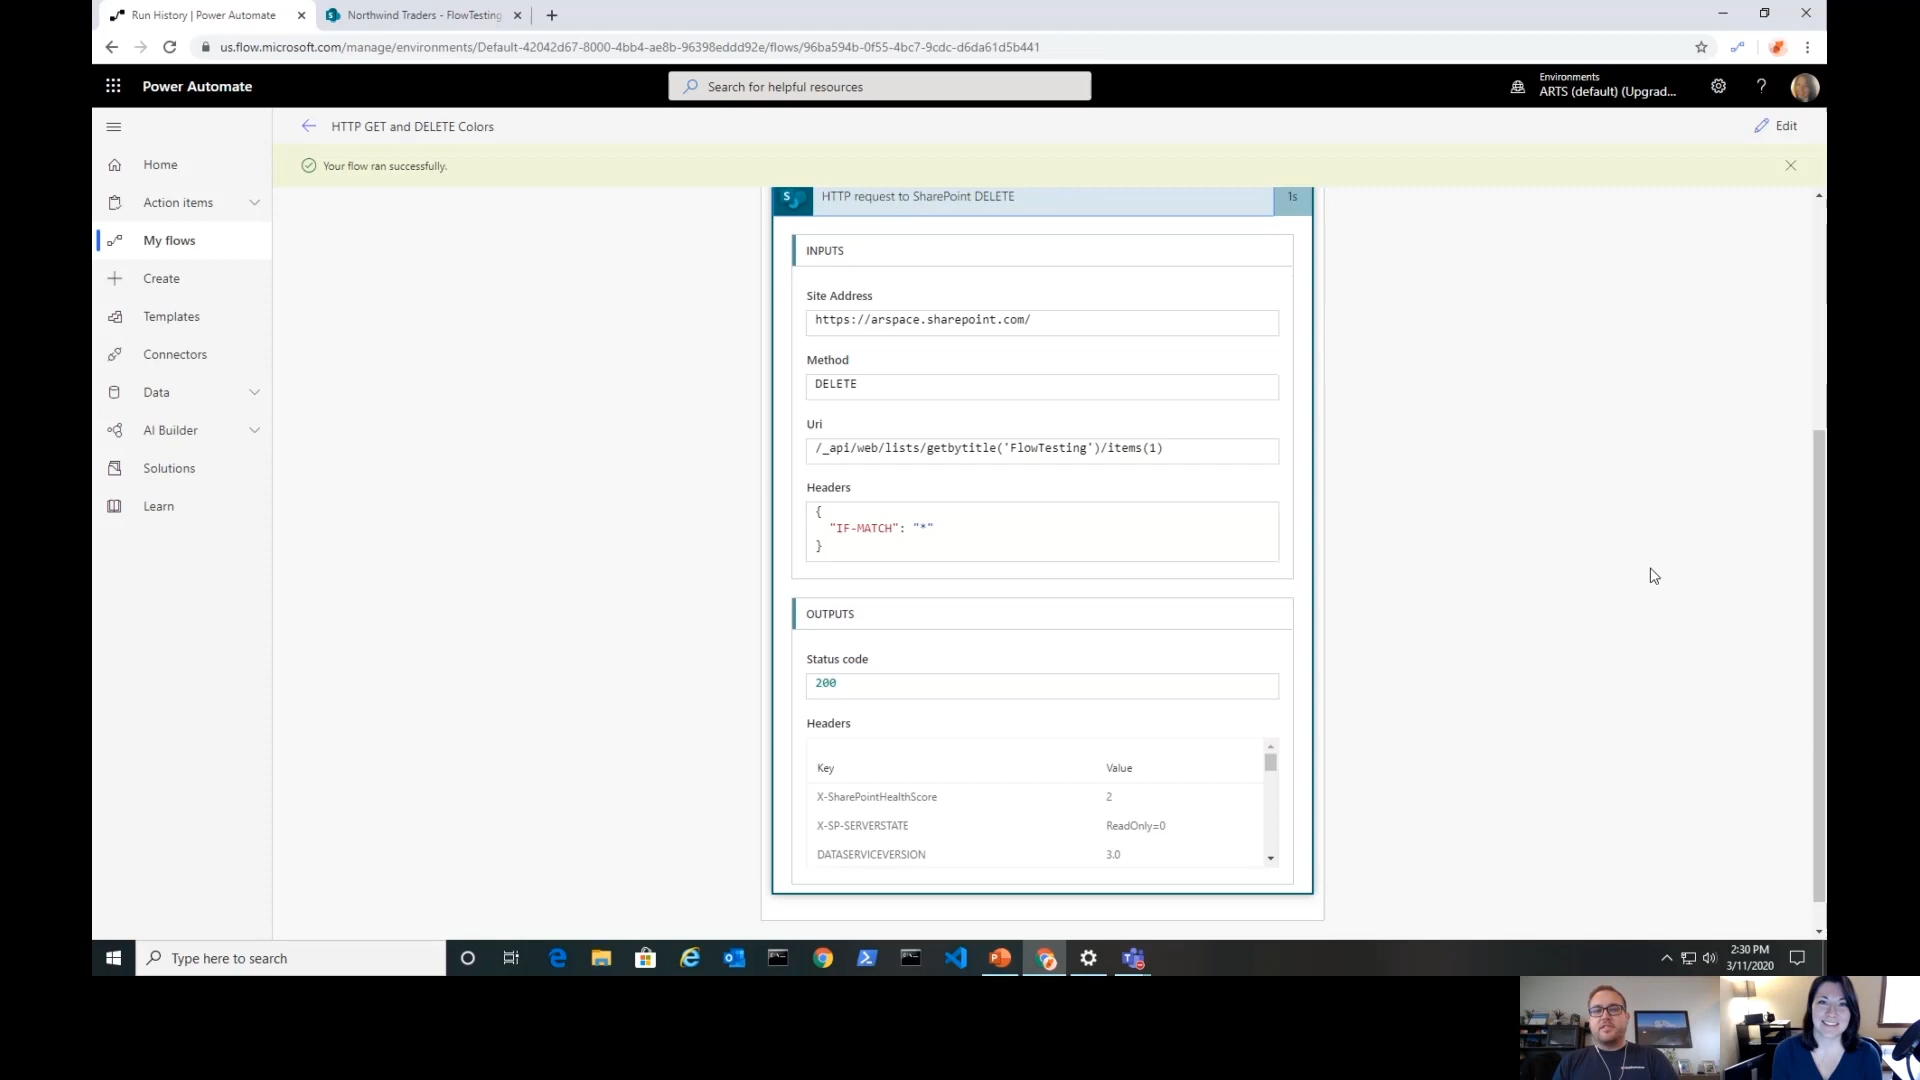 Run History | Power Automate
Northwind Traders - FlowTesting
us.flow.microsoft.com/manage/environments/Default-42042d67-8000-4bb4-ae8b-96398eddd92e/flows/96ba594b-0f55-4bc7-9cdc-d6da61d5b441
Power Automate
Search for helpful resources
Environments
ARTS (default) (Upgrad...
HTTP GET and DELETE Colors
Edit
Your flow ran successfully.
Home
Action items
My flows
Create
Templates
Connectors
Data
AI Builder
Solutions
Learn
S
HTTP request to SharePoint DELETE
1s
INPUTS
Site Address
https://arspace.sharepoint.com/
Method
DELETE
Uri
/_api/web/lists/getbytitle('FlowTesting')/items(1)
Headers
{
"IF-MATCH": "*"
}
OUTPUTS
Status code
200
Headers
Key Value
X-SharePointHealthScore 2
X-SP-SERVERSTATE ReadOnly=0
DATASERVICEVERSION 3.0
Type here to search
2:30 PM
3/11/2020